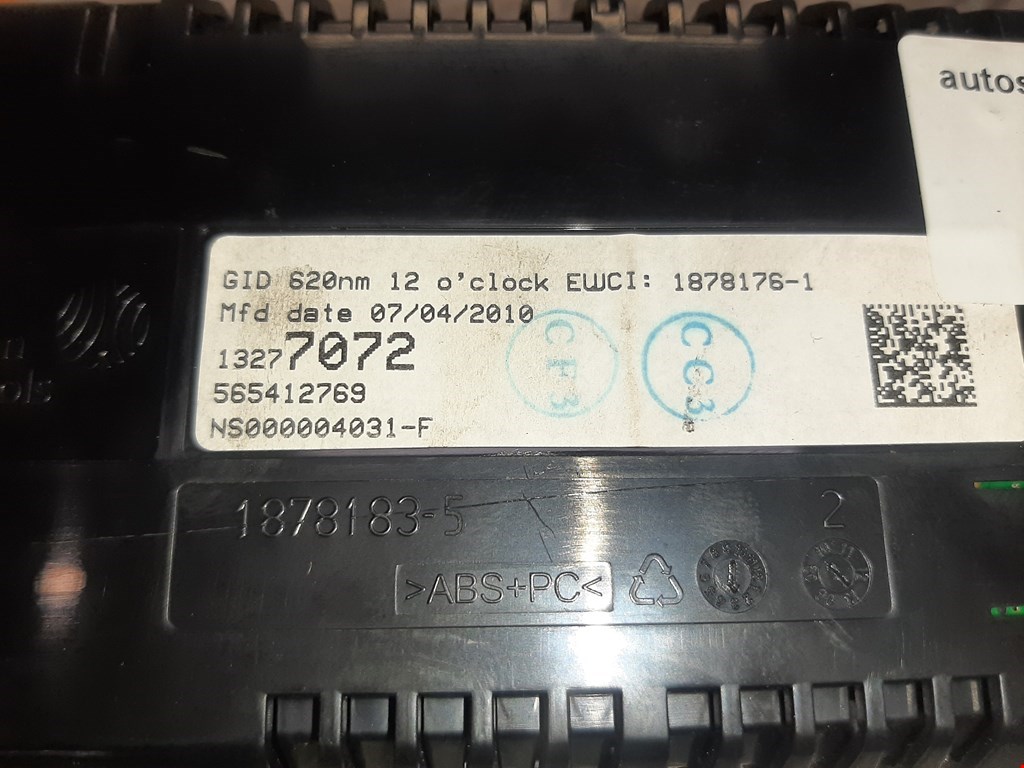 autos
GID 620nm 12 o'clock EWCI: 1878176-1
Mfd date 07/04/2010
13277072
565412769
NS000004031-F
CF3
CC3
ols
1878183-5
2
>ABS+PC<